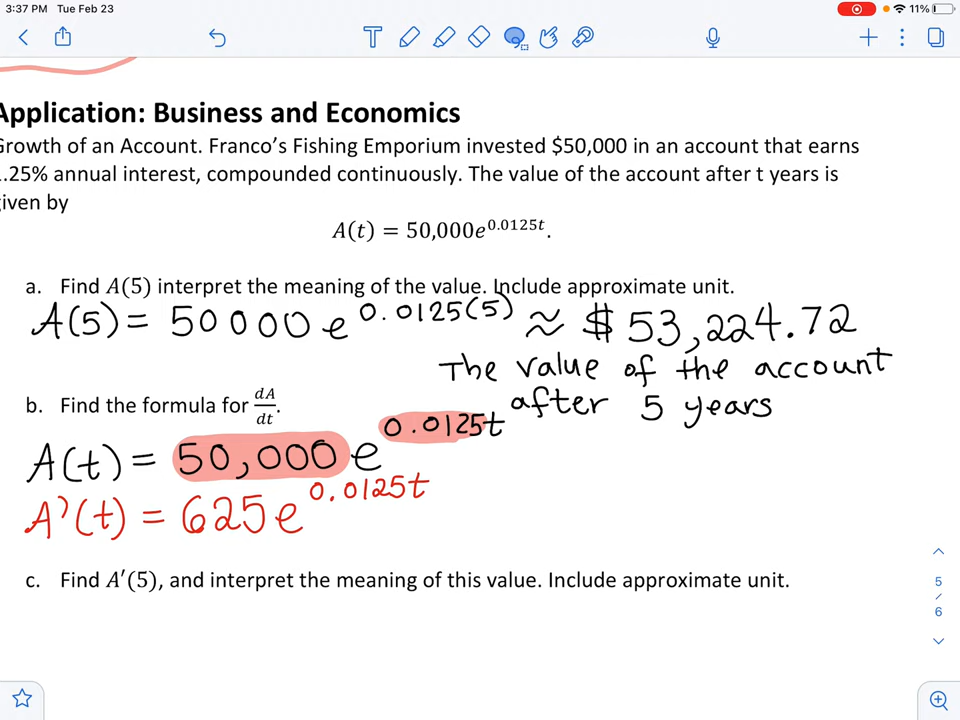 3:37 PM Tue Feb 23
11%
Application: Business and Economics
Growth of an Account. Franco's Fishing Emporium invested $50,000 in an account that earns
.25% annual interest, compounded continuously. The value of the account after t years is
given by
A(t) = 50,000e^{0.0125t}.
a. Find A(5) interpret the meaning of the value. Include approximate unit.
A(5) = 50000 e^{0.0125(5)} ≈ $53,224.72
The value of the account
after 5 years
b. Find the formula for dA/dt.
A(t) = 50,000 e^{0.0125t}
A'(t) = 625e^{0.0125t}
c. Find A′(5), and interpret the meaning of this value. Include approximate unit.
5
/
6